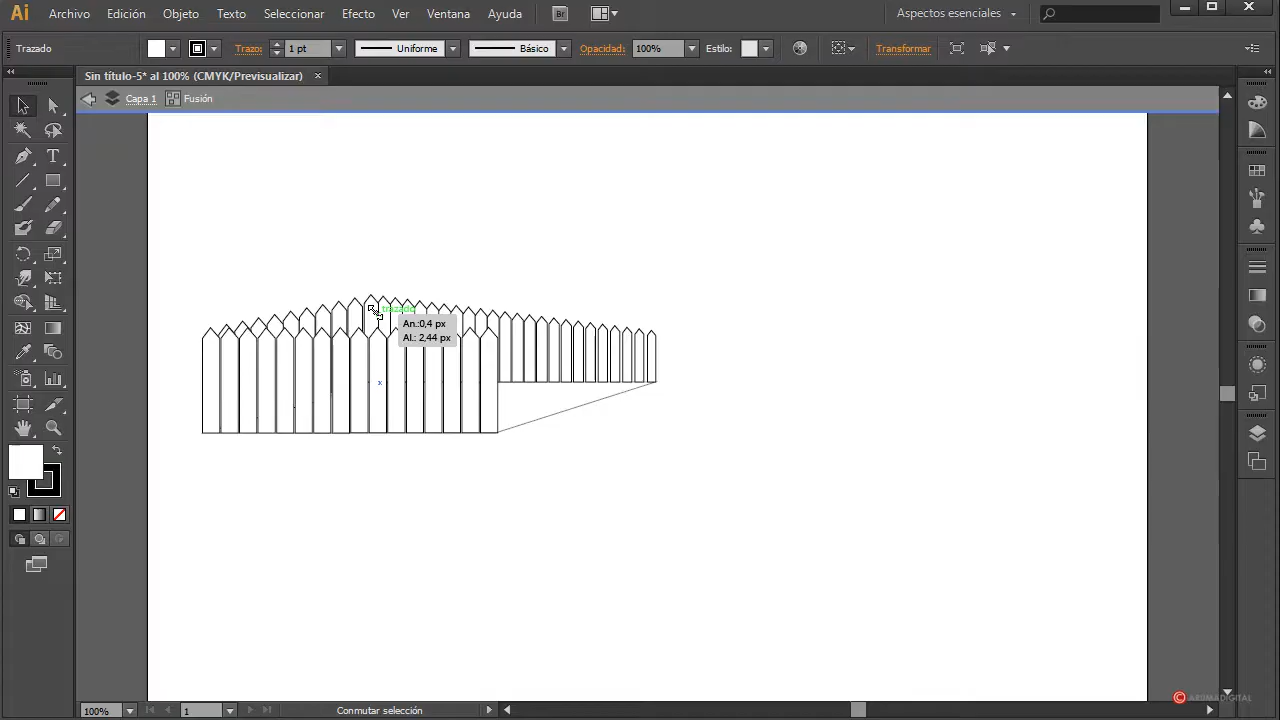 Ai Archivo Edición Objeto Texto Seleccionar Efecto Ver Ventana Ayuda Br Aspectos esenciales
Trazado Trazo: 1 pt Uniforme Básico Opacidad: 100% Estilo: Transformar
Sin título-5* al 100% (CMYK/Previsualizar) ×
Capa 1 Fusión
trazado
An.:0,4 px
Al.: 2,44 px
© AROMADIGITAL
100% 1 Conmutar selección